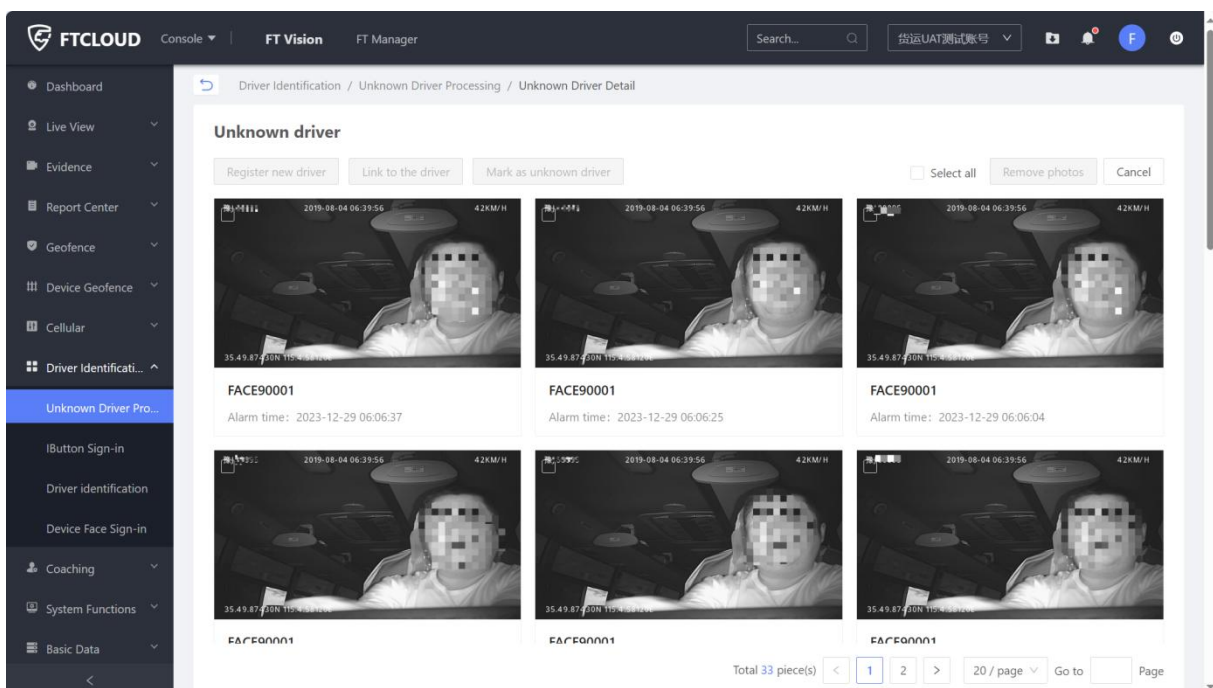 FTCLOUD Console FT Vision FT Manager Search... 货运UAT测试账号 F
Dashboard
Live View
Evidence
Report Center
Geofence
Device Geofence
Cellular
Driver Identificati...
Unknown Driver Pro...
IButton Sign-in
Driver identification
Device Face Sign-in
Coaching
System Functions
Basic Data
Driver Identification / Unknown Driver Processing / Unknown Driver Detail
Unknown driver
Register new driver Link to the driver Mark as unknown driver Select all Remove photos Cancel
2019-08-04 06:39:56 42KM/H
2019-08-04 06:39:56 42KM/H
2019-08-04 06:39:56 42KM/H
FACE90001 FACE90001 FACE90001
Alarm time: 2023-12-29 06:06:37 Alarm time: 2023-12-29 06:06:25 Alarm time: 2023-12-29 06:06:04
2019-08-04 06:39:56 42KM/H
2019-08-04 06:39:56 42KM/H
2019-08-04 06:39:56 42KM/H
FACE90001 FACE90001 FACE90001
Total 33 piece(s) < 1 2 > 20 / page Go to Page